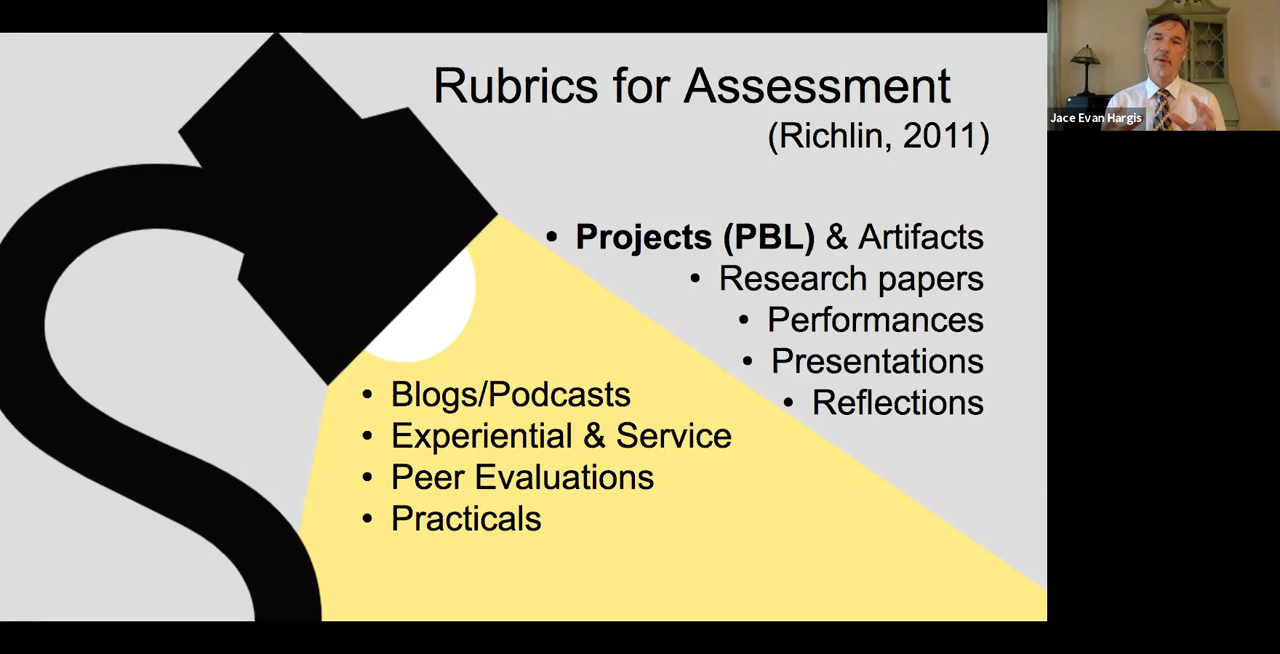 Rubrics for Assessment
(Richlin, 2011)
• Projects (PBL) & Artifacts
• Research papers
• Performances
• Presentations
• Reflections
• Blogs/Podcasts
• Experiential & Service
• Peer Evaluations
• Practicals
Jace Evan Hargis